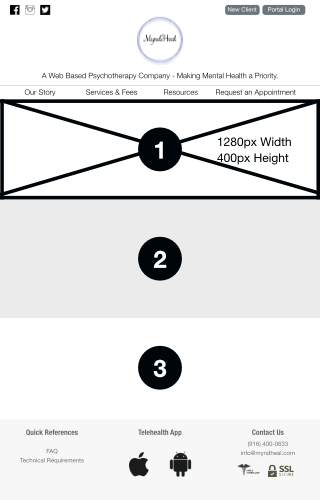 New Client
Portal Login
MyndHeal
A Web Based Psychotherapy Company - Making Mental Health a Priority.
Our Story
Services & Fees
Resources
Request an Appointment
1
1280px Width
400px Height
2
3
Quick References
FAQ
Technical Requirements
Telehealth App
Contact Us
(916) 400-0633
info@myndheal.com
SSL
SECURE